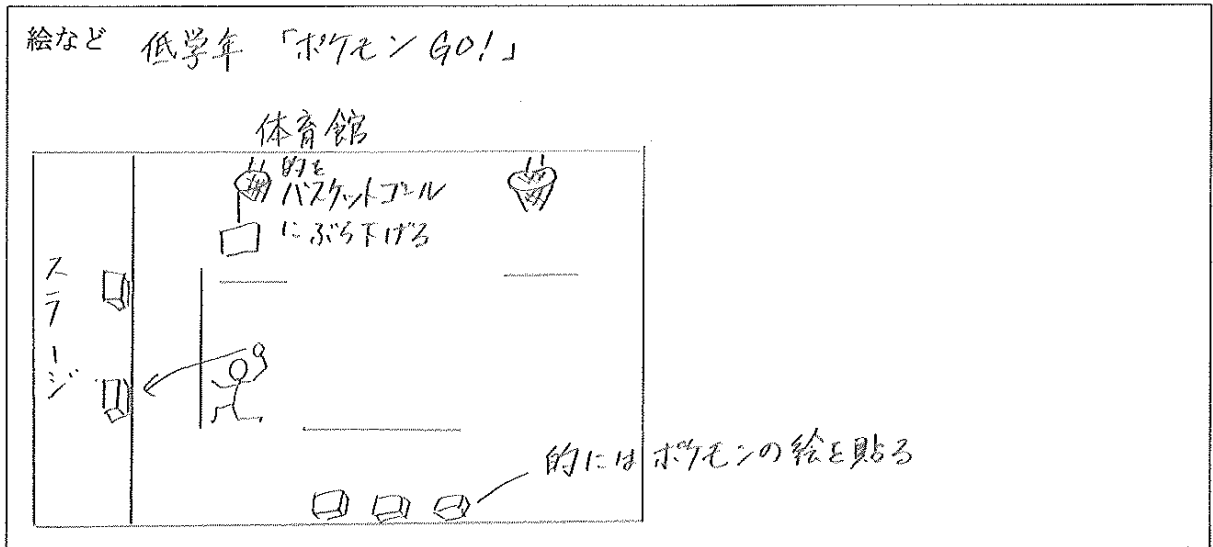 絵など 低学年 「ポケモンGO!」
体育館
的を
バスケットゴール
にぶら下げる
ステージ
的にはポケモンの絵を貼る